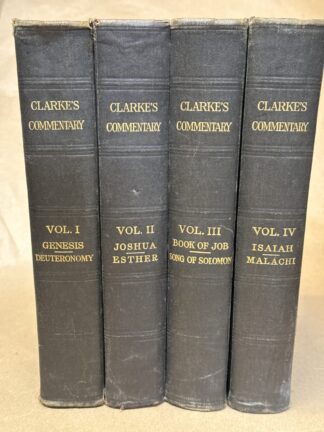 CLARKE'S
COMMENTARY
VOL. I
GENESIS
DEUTERONOMY
CLARKE'S
COMMENTARY
VOL. II
JOSHUA
ESTHER
CLARKE'S
COMMENTARY
VOL. III
BOOK OF JOB
SONG OF SOLOMON
CLARKE'S
COMMENTARY
VOL. IV
ISAIAH
MALACHI